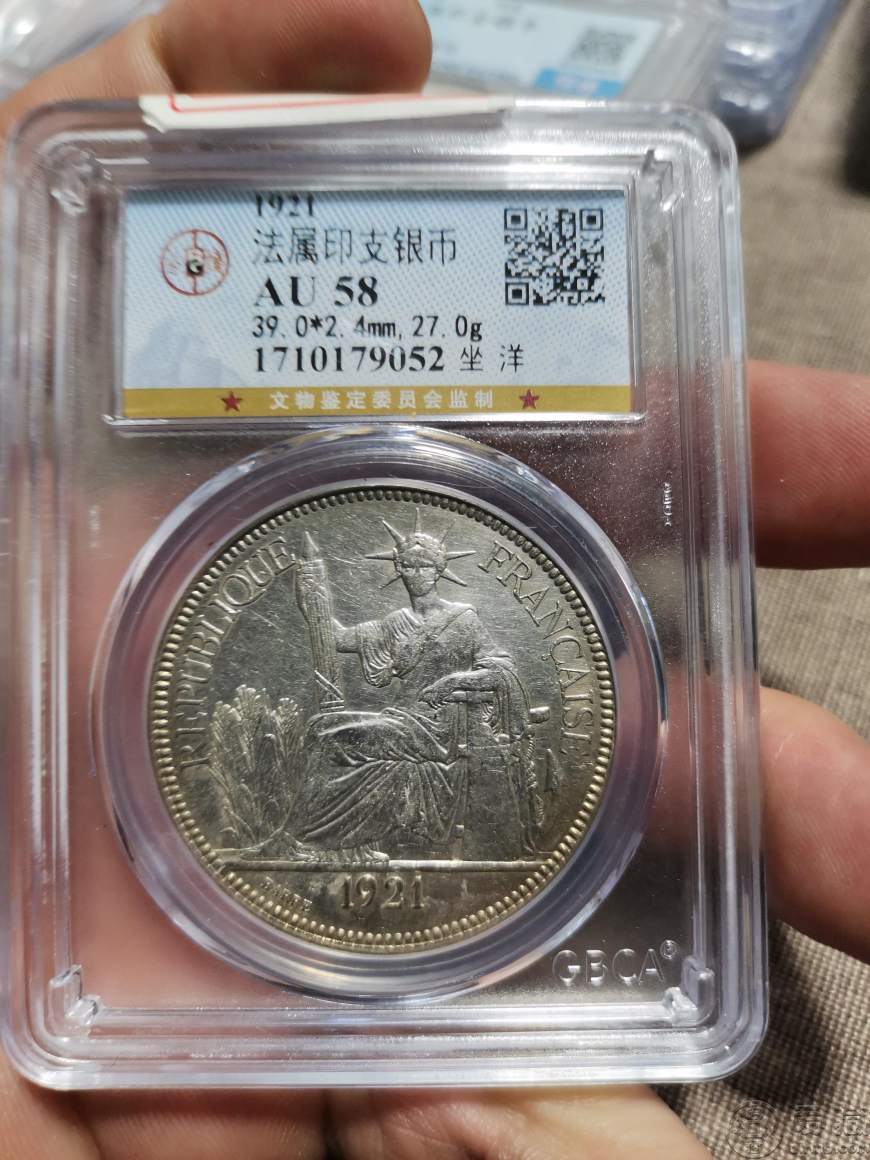 1921
法属印支银币
G
AU 58
39.0*2.4mm,27.0g
1710179052 坐 洋
★ 文物鉴定委员会监制 ★
REPUBLIQUE FRANÇAISE
1921
GBCA®